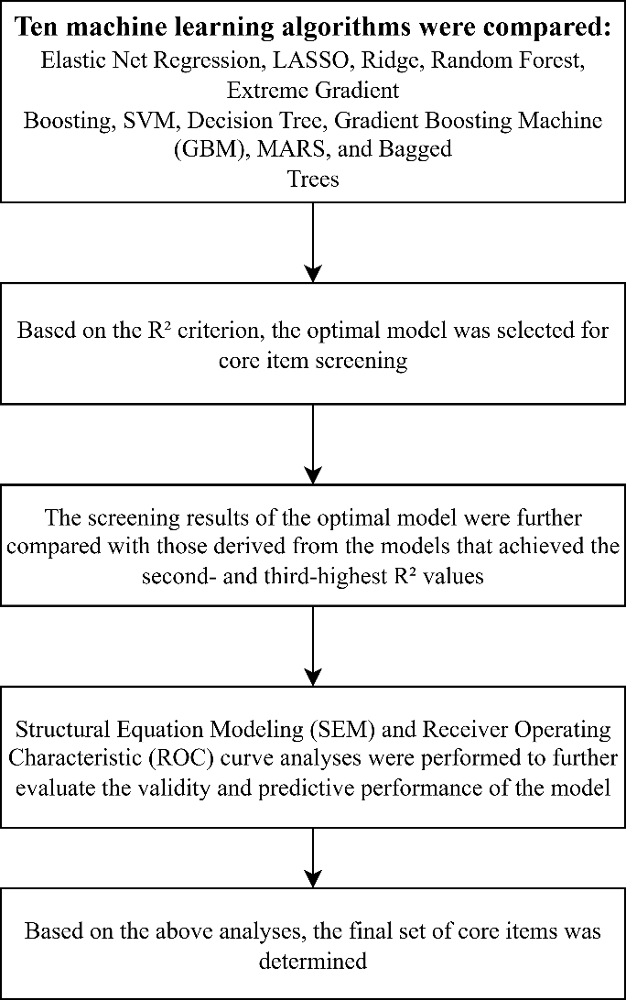 Ten machine learning algorithms were compared:
Elastic Net Regression, LASSO, Ridge, Random Forest,
Extreme Gradient
Boosting, SVM, Decision Tree, Gradient Boosting Machine
(GBM), MARS, and Bagged
Trees
Based on the R² criterion, the optimal model was selected for
core item screening
The screening results of the optimal model were further
compared with those derived from the models that achieved the
second- and third-highest R² values
Structural Equation Modeling (SEM) and Receiver Operating
Characteristic (ROC) curve analyses were performed to further
evaluate the validity and predictive performance of the model
Based on the above analyses, the final set of core items was
determined